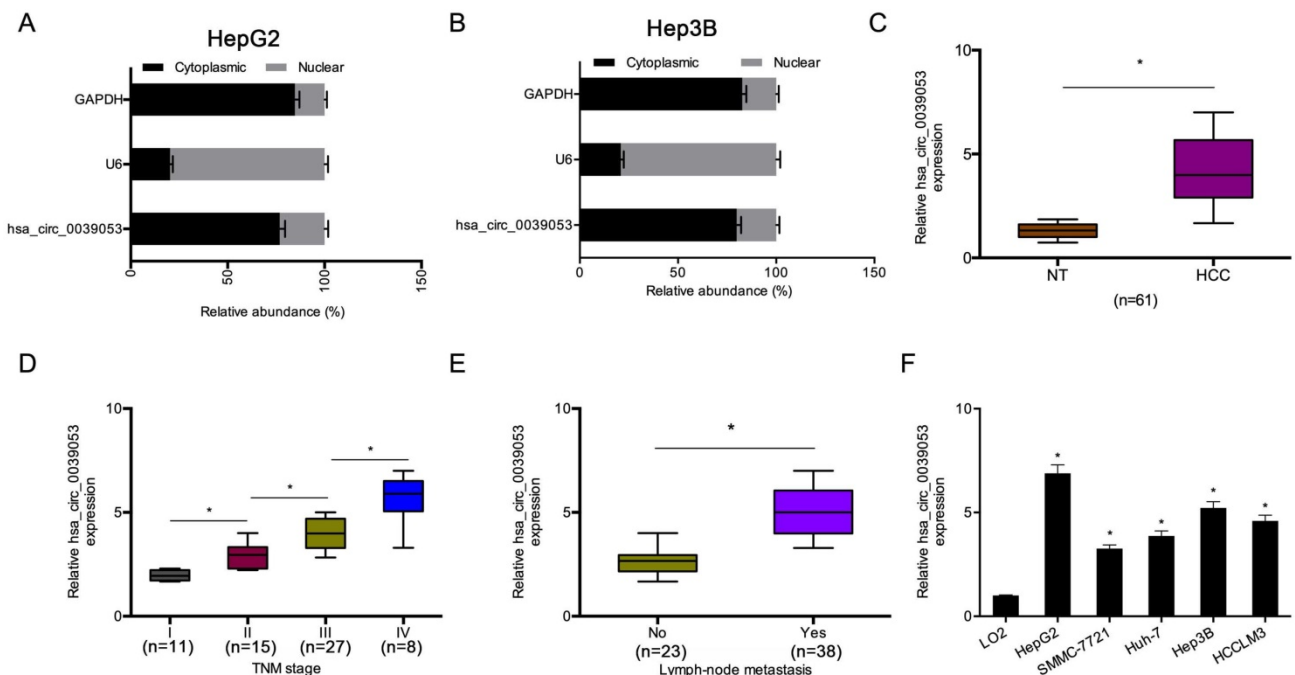 A
HepG2
Cytoplasmic Nuclear
GAPDH
U6
hsa_circ_0039053
0 50 100 150
Relative abundance (%)
B
Hep3B
Cytoplasmic Nuclear
GAPDH
U6
hsa_circ_0039053
0 50 100 150
Relative abundance (%)
C
Relative hsa_circ_0039053
expression
10
5
0
*
NT HCC
(n=61)
D
Relative hsa_circ_0039053
expression
10
5
0
* * *
I II III IV
(n=11) (n=15) (n=27) (n=8)
TNM stage
E
Relative hsa_circ_0039053
expression
10
5
0
*
No Yes
(n=23) (n=38)
Lymph-node metastasis
F
Relative hsa_circ_0039053
expression
10
5
0
* * * * *
LO2 HepG2 SMMC-7721 Huh-7 Hep3B HCCLM3